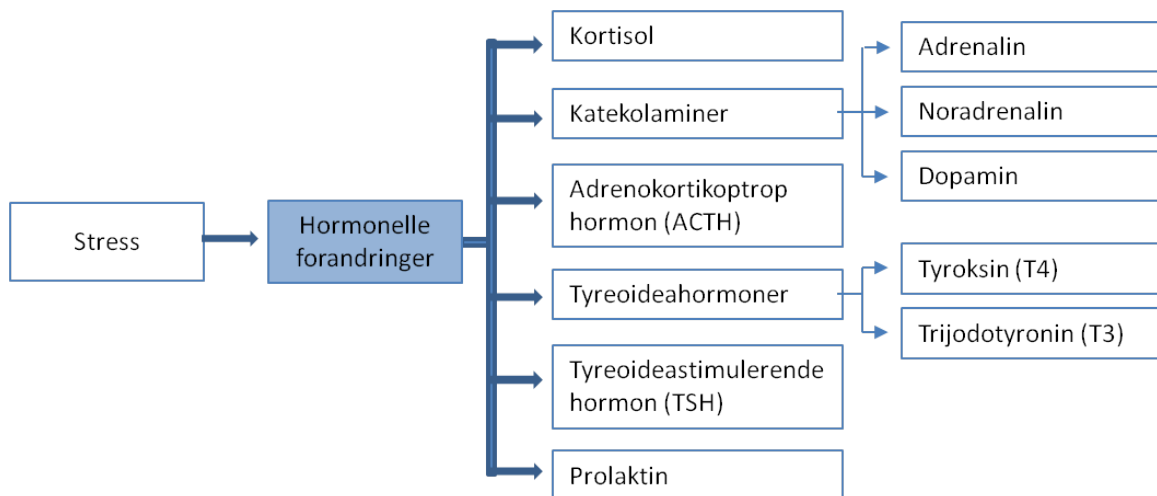 Stress
Hormonelle
forandringer
Kortisol
Katekolaminer
Adrenokortikoptrop
hormon (ACTH)
Tyreoideahormoner
Tyreoideastimulerende
hormon (TSH)
Prolaktin
Adrenalin
Noradrenalin
Dopamin
Tyroksin (T4)
Trijodotyronin (T3)